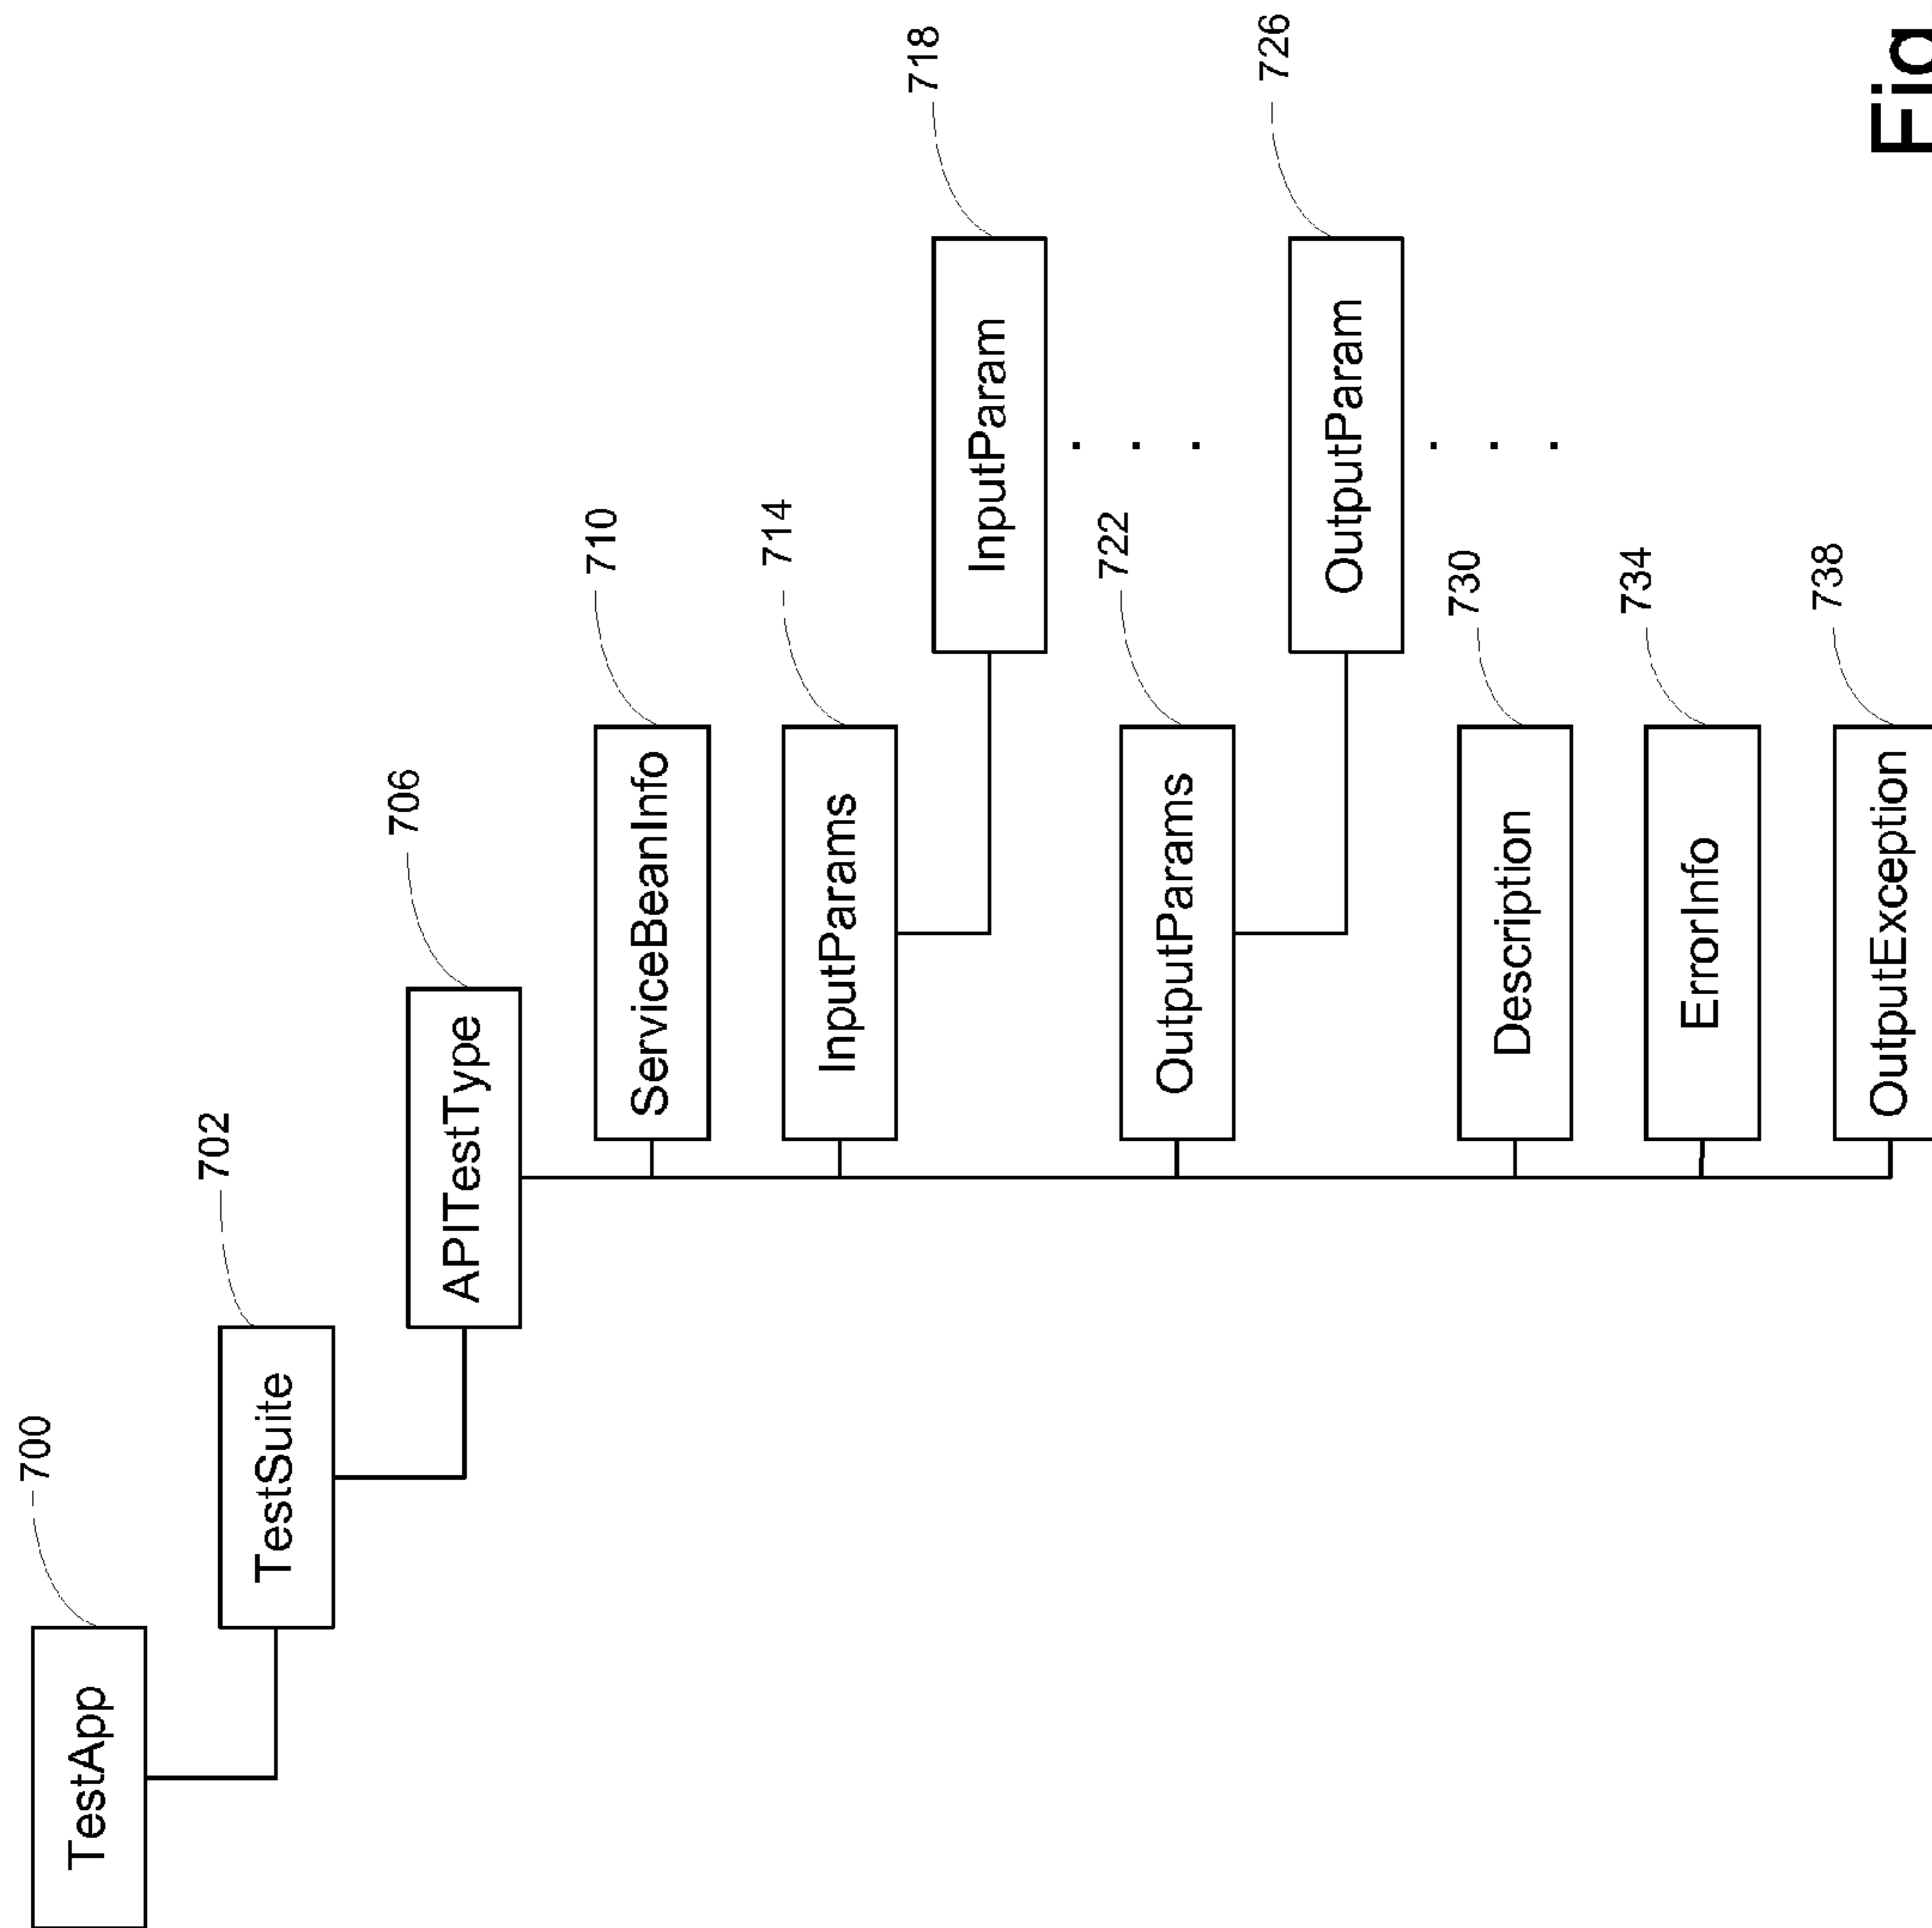 700
TestApp
702
TestSuite
706
APITestType
710
ServiceBeanInfo
714
InputParams
718
InputParam
. . .
722
OutputParams
726
OutputParam
. . .
730
Description
734
ErrorInfo
738
OutputException
Fig